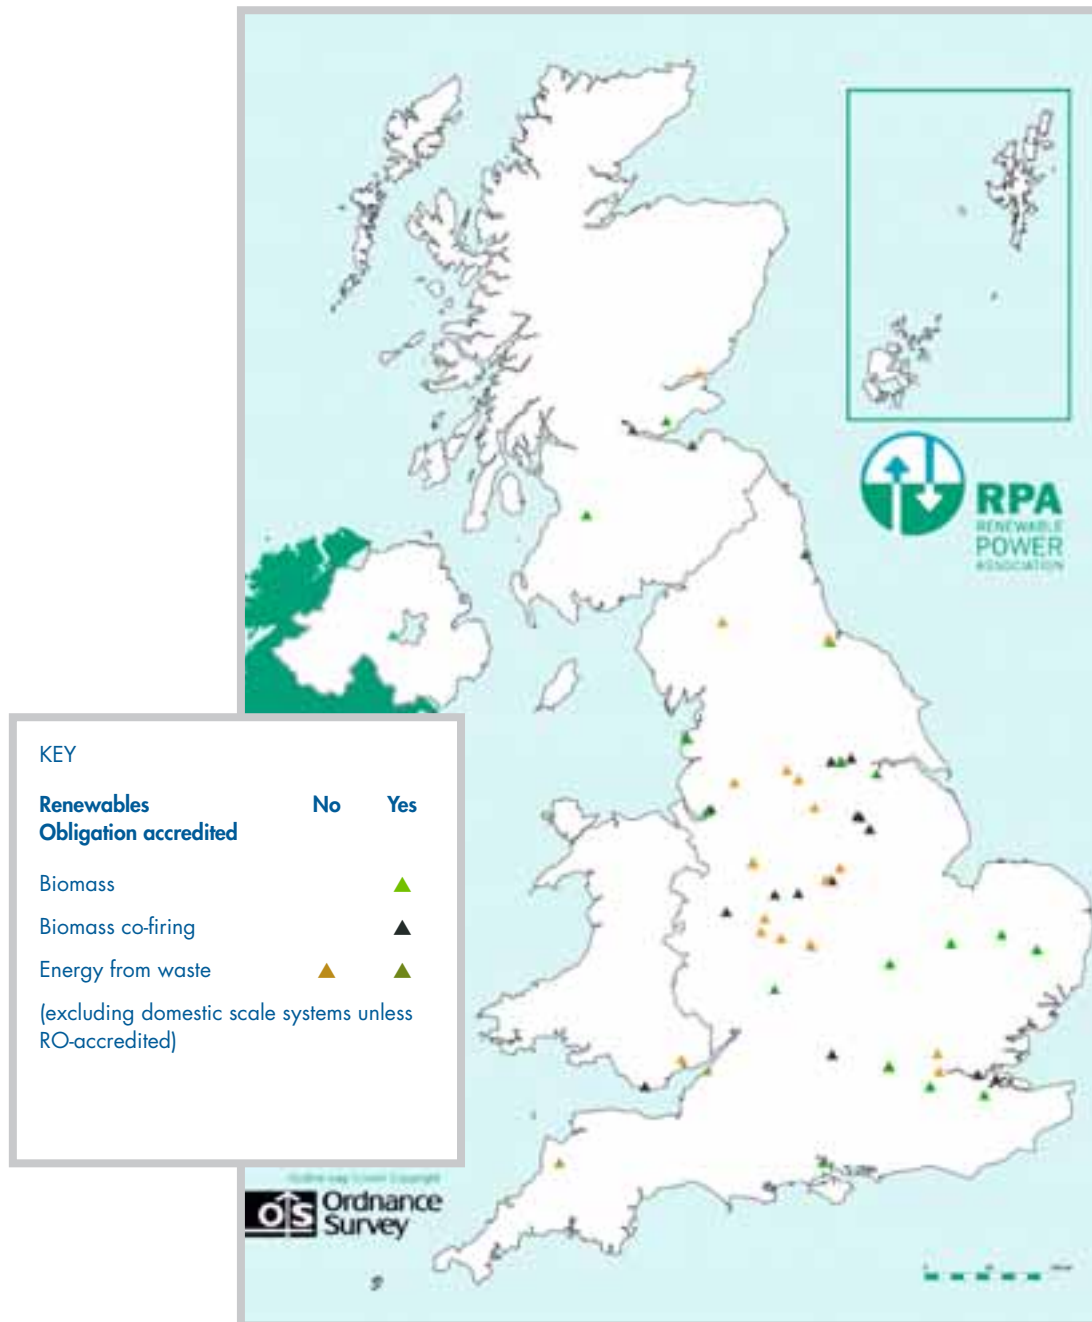 RPA
RENEWABLE
POWER
ASSOCIATION
KEY
Renewables No Yes
Obligation accredited
Biomass
Biomass co-firing
Energy from waste
(excluding domestic scale systems unless
RO-accredited)
OS Ordnance
Survey